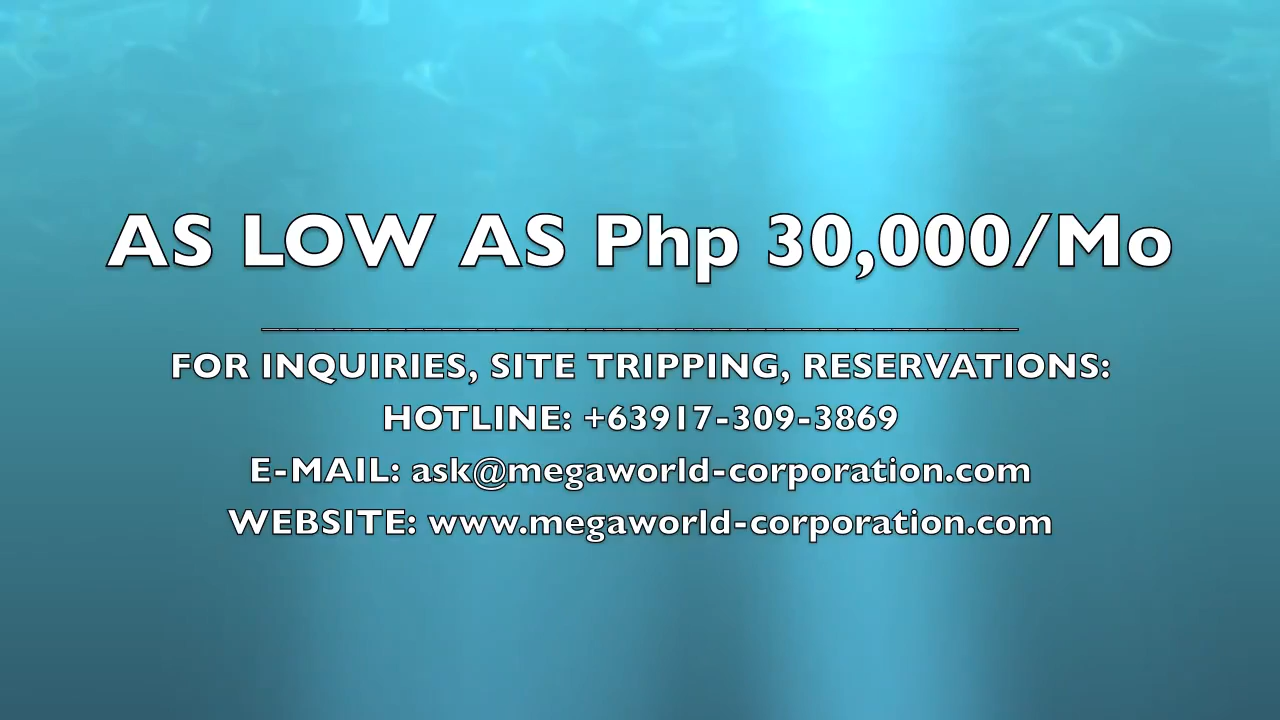 AS LOW AS Php 30,000/Mo
FOR INQUIRIES, SITE TRIPPING, RESERVATIONS:
HOTLINE: +63917-309-3869
E-MAIL: ask@megaworld-corporation.com
WEBSITE: www.megaworld-corporation.com